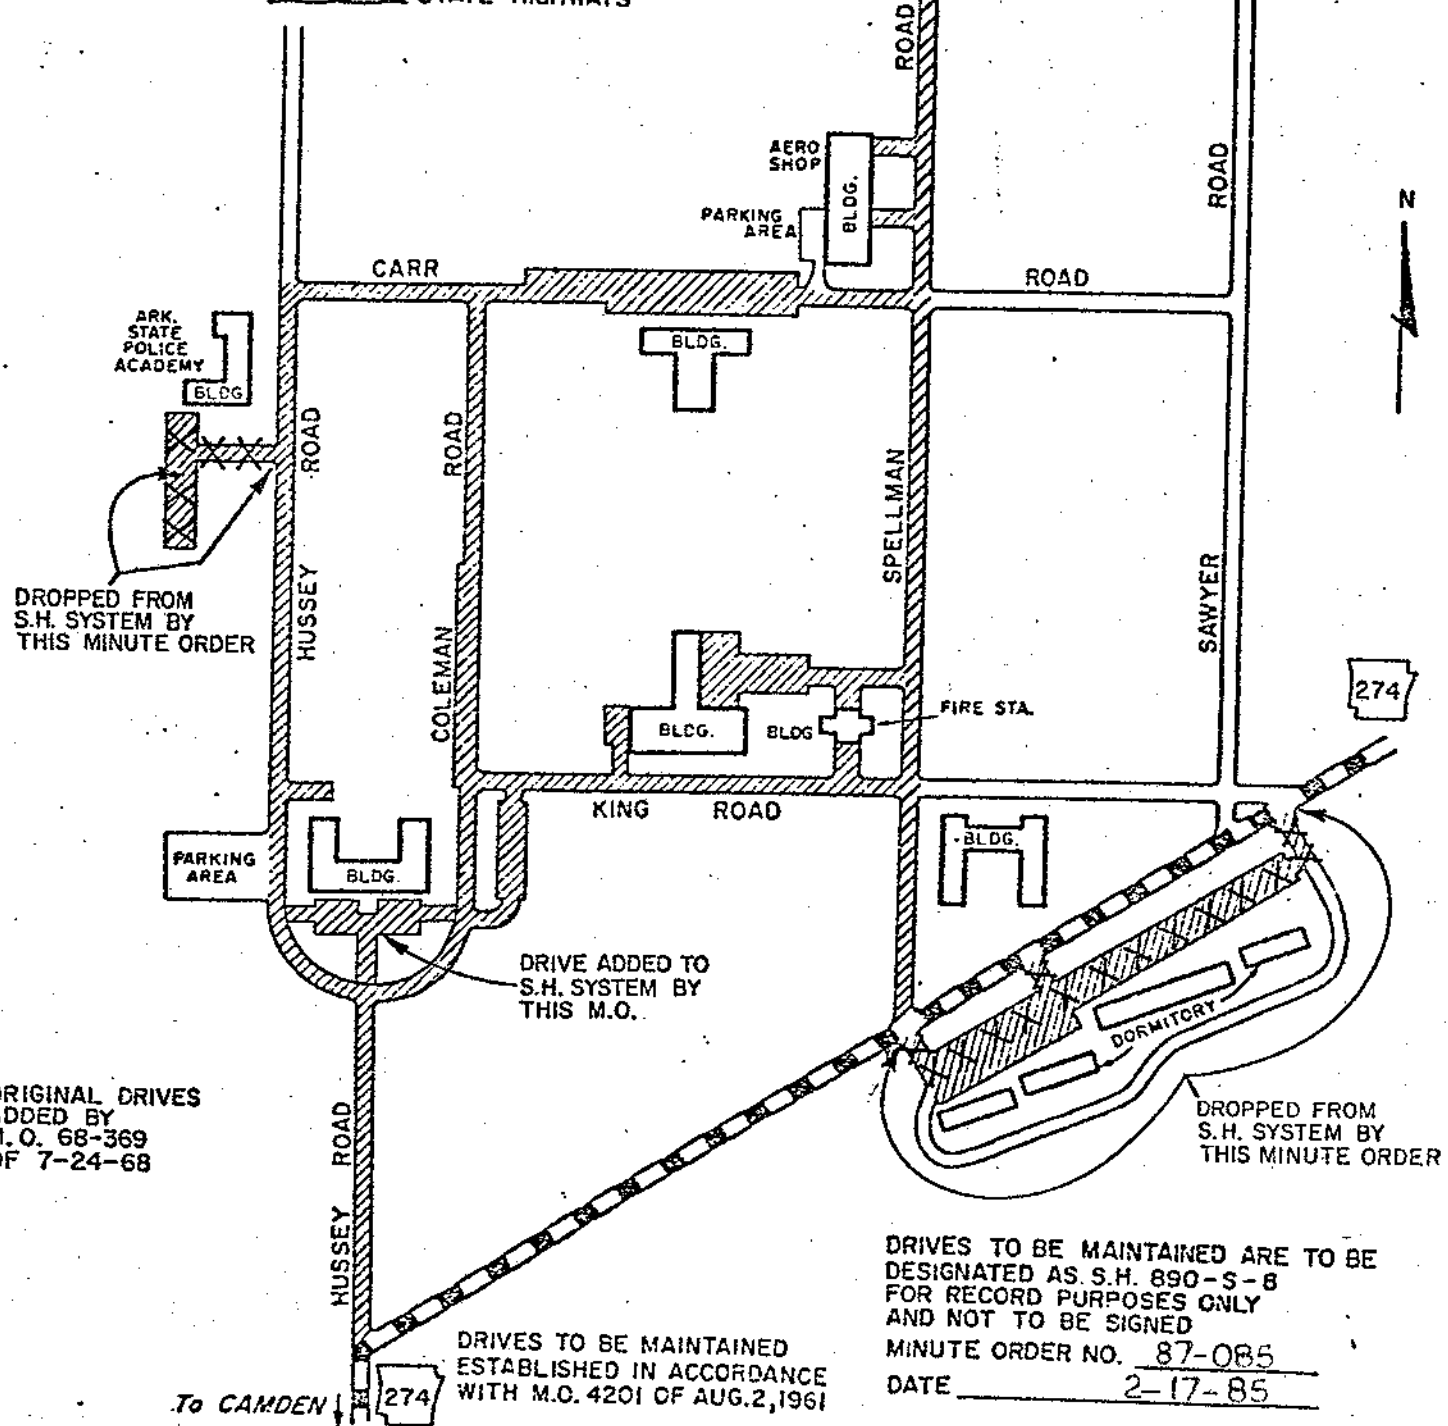 STATE HIGHWAYS
ROAD
AERO
SHOP
BLDG.
PARKING
AREA
ROAD
N
CARR
ROAD
ARK.
STATE
POLICE
ACADEMY
BLDG
BLDG.
ROAD
ROAD
HUSSEY
COLEMAN
SPELLMAN
SAWYER
DROPPED FROM
S.H. SYSTEM BY
THIS MINUTE ORDER
274
FIRE STA.
BLDG.
BLDG
KING ROAD
PARKING
AREA
BLDG.
BLDG.
DRIVE ADDED TO
S.H. SYSTEM BY
THIS M.O.
DORMITORY
DROPPED FROM
S.H. SYSTEM BY
THIS MINUTE ORDER
RIGINAL DRIVES
DDED BY
.O. 68-369
F 7-24-68
HUSSEY ROAD
DRIVES TO BE MAINTAINED ARE TO BE
DESIGNATED AS S.H. 890-S-8
FOR RECORD PURPOSES ONLY
AND NOT TO BE SIGNED
MINUTE ORDER NO. 87-085
DATE 2-17-85
DRIVES TO BE MAINTAINED
ESTABLISHED IN ACCORDANCE
WITH M.O. 4201 OF AUG. 2, 1961
To CAMDEN
274